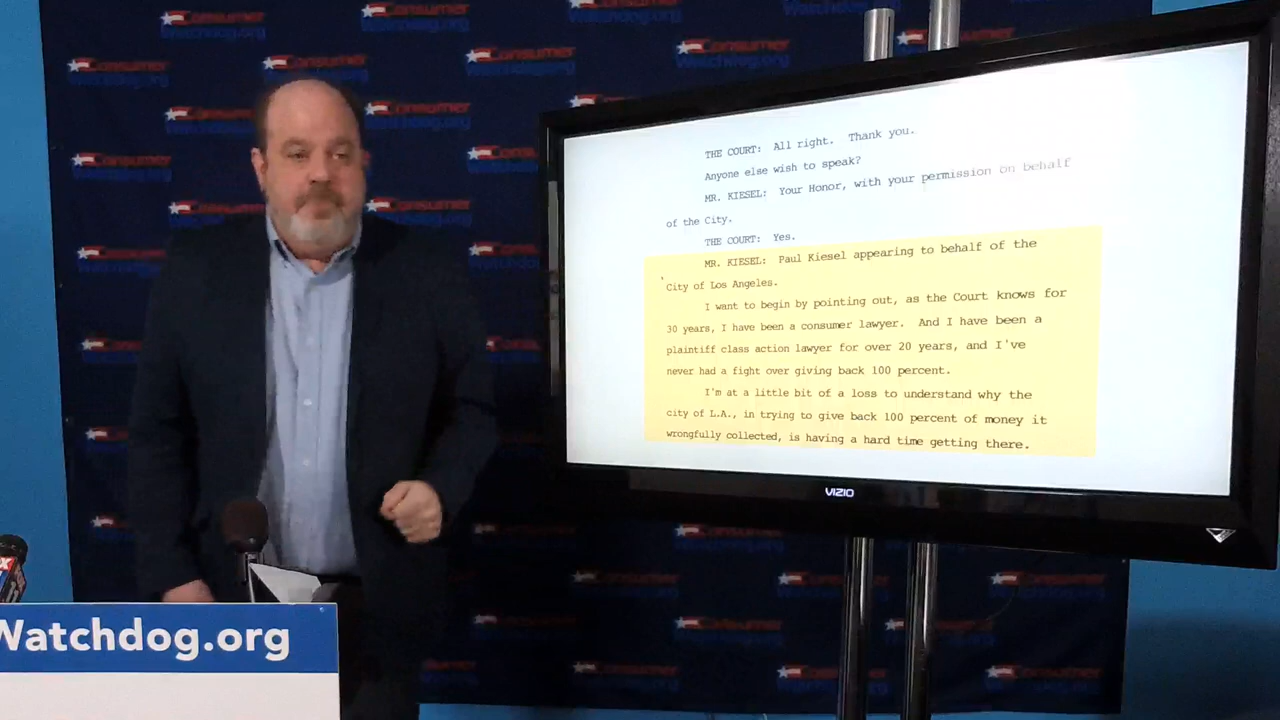 Consumer
Watchdog.org
THE COURT: All right. Thank you.
Anyone else wish to speak?
MR. KIESEL: Your Honor, with your permission on behalf
of the City.
THE COURT: Yes.
MR. KIESEL: Paul Kiesel appearing to behalf of the
City of Los Angeles.
I want to begin by pointing out, as the Court knows for
30 years, I have been a consumer lawyer. And I have been a
plaintiff class action lawyer for over 20 years, and I've
never had a fight over giving back 100 percent.
I'm at a little bit of a loss to understand why the
city of L.A., in trying to give back 100 percent of money it
wrongfully collected, is having a hard time getting there.
VIZIO
Watchdog.org